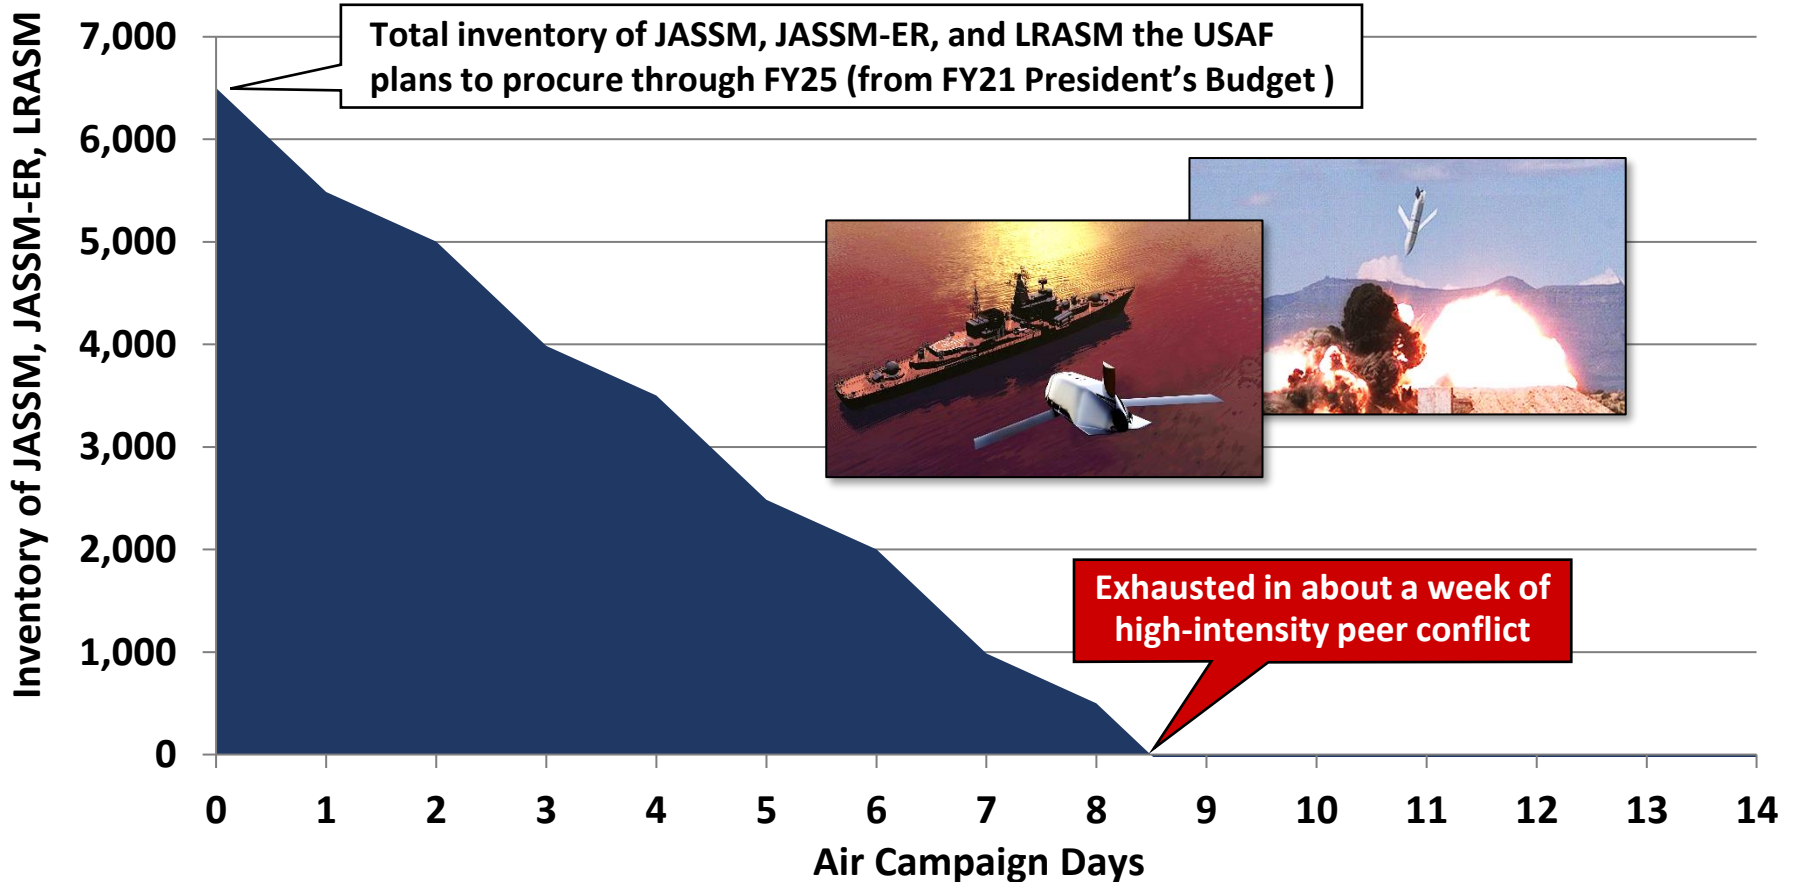 Total inventory of JASSM, JASSM-ER, and LRASM the USAF
plans to procure through FY25 (from FY21 President’s Budget )
Inventory of JASSM, JASSM-ER, LRASM
7,000
6,000
5,000
4,000
3,000
2,000
1,000
0
Exhausted in about a week of
high-intensity peer conflict
0 1 2 3 4 5 6 7 8 9 10 11 12 13 14
Air Campaign Days